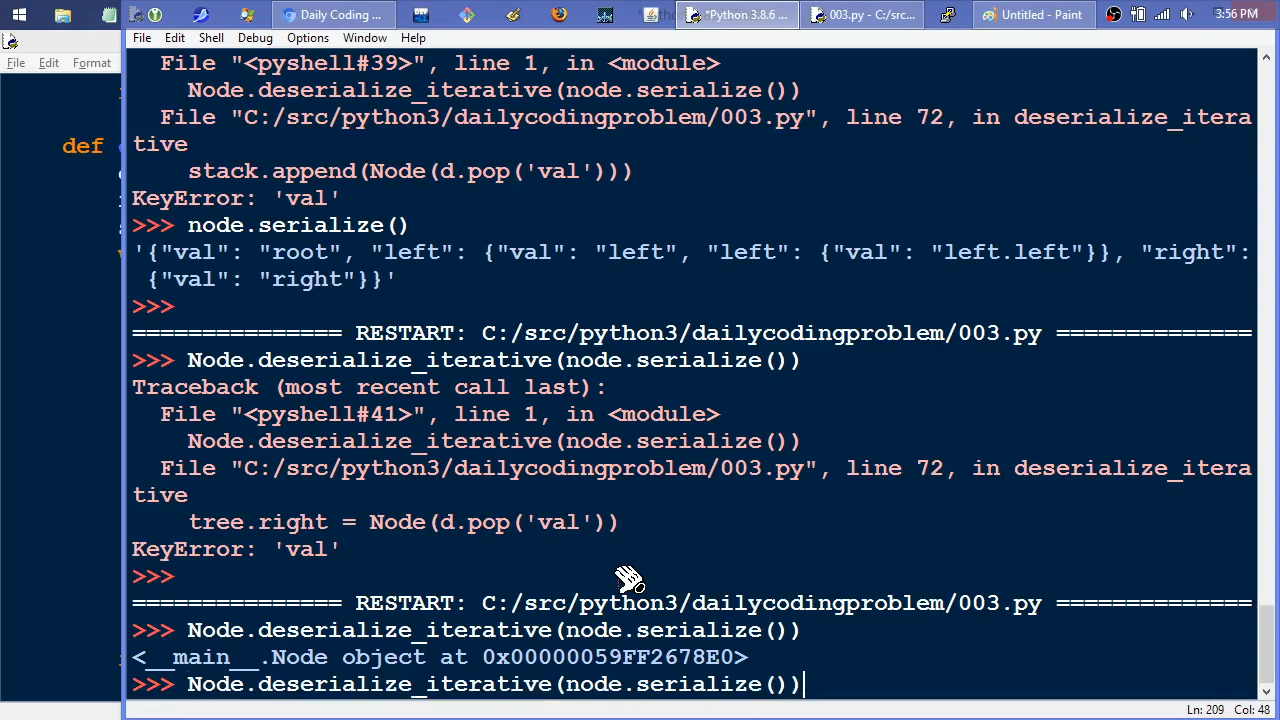 Daily Coding ...
*Python 3.8.6 ...
003.py - C:/src...
Untitled - Paint
3:56 PM
File Edit Shell Debug Options Window Help
File Edit Format
def
File "<pyshell#39>", line 1, in <module>
Node.deserialize_iterative(node.serialize())
File "C:/src/python3/dailycodingproblem/003.py", line 72, in deserialize_itera
tive
stack.append(Node(d.pop('val')))
KeyError: 'val'
>>> node.serialize()
'{"val": "root", "left": {"val": "left", "left": {"val": "left.left"}}, "right":
{"val": "right"}}'
>>>
=============== RESTART: C:/src/python3/dailycodingproblem/003.py ==============
>>> Node.deserialize_iterative(node.serialize())
Traceback (most recent call last):
File "<pyshell#41>", line 1, in <module>
Node.deserialize_iterative(node.serialize())
File "C:/src/python3/dailycodingproblem/003.py", line 72, in deserialize_itera
tive
tree.right = Node(d.pop('val'))
KeyError: 'val'
>>>
=============== RESTART: C:/src/python3/dailycodingproblem/003.py ==============
>>> Node.deserialize_iterative(node.serialize())
<__main__.Node object at 0x00000059FF2678E0>
>>> Node.deserialize_iterative(node.serialize())
Ln: 209 Col: 48